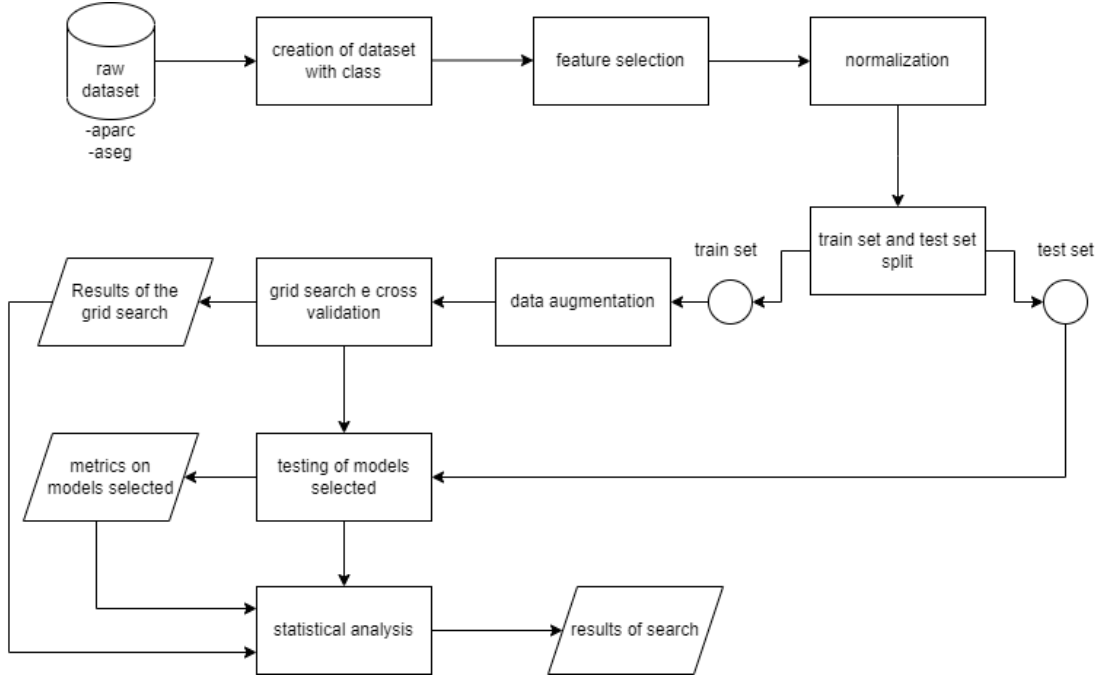 raw
dataset
-aparc
-aseg
creation of dataset
with class
feature selection
normalization
train set and test set
split
train set
test set
data augmentation
grid search e cross
validation
Results of the
grid search
testing of models
selected
metrics on
models selected
statistical analysis
results of search